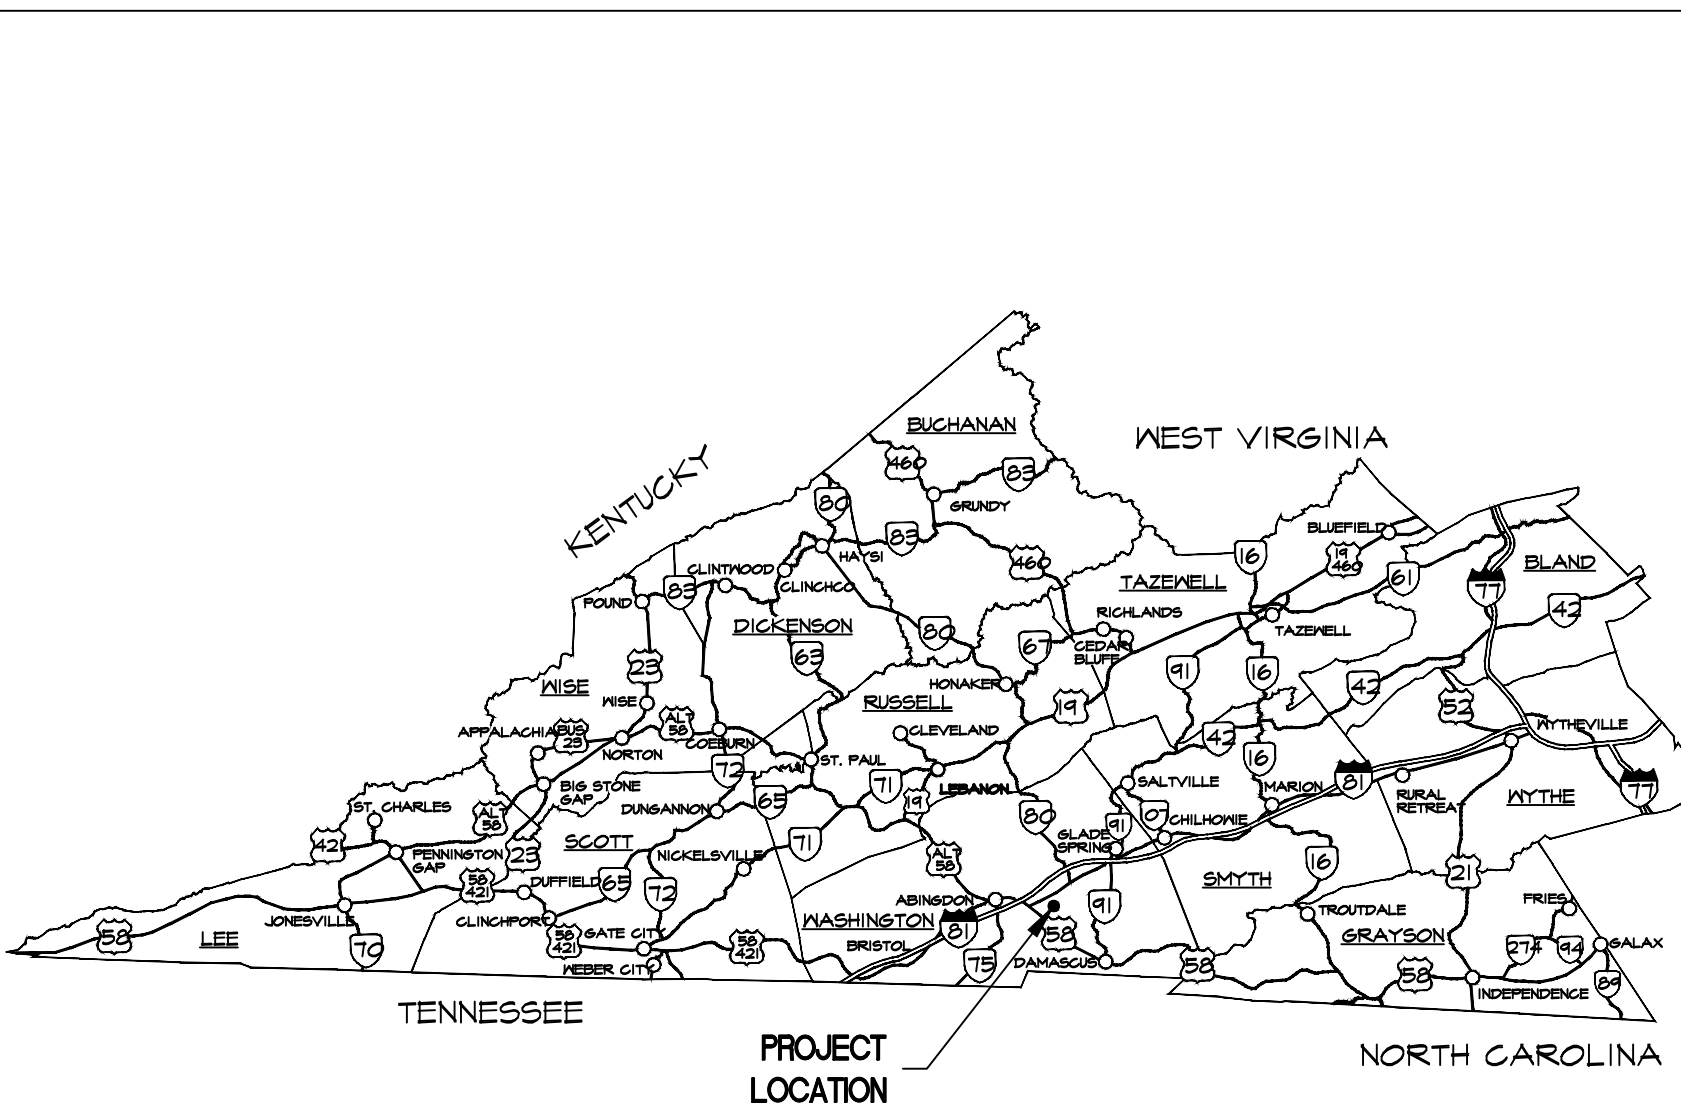 BUCHANAN
WEST VIRGINIA
KENTUCKY
460
83
80
GRUNDY
BLUEFIELD
83
HAYSI
16
19
460
BLAND
460
CLINTWOOD
CLINCHCO
TAZEWELL
61
77
83
POUND
42
RICHLANDS
DICKENSON
80
TAZEWELL
67
CEDAR
BLUFF
63
23
91
16
WISE
HONAKER
42
RUSSELL
WISE
19
52
ALT
58
APPALACHIA
BUS
23
CLEVELAND
WYTHEVILLE
42
COEBURN
NORTON
ST. PAUL
16
72
81
71
LEBANON
SALTVILLE
MARION
77
BIG STONE
GAP
RURAL
RETREAT
WYTHE
ST. CHARLES
DUNGANNON
65
19
ALT
58
80
91
107
CHILHOWIE
GLADE
SPRING
421
SCOTT
71
PENNINGTON
GAP
23
NICKELSVILLE
ALT
58
16
21
58
421
DUFFIELD
65
72
SMYTH
ABINGDON
91
FRIES
JONESVILLE
CLINCHPORT
WASHINGTON
TROUTDALE
58
LEE
70
58
421
GATE CITY
58
421
81
58
GRAYSON
274
94
GALAX
BRISTOL
WEBER CITY
75
DAMASCUS
58
58
89
INDEPENDENCE
TENNESSEE
PROJECT
LOCATION
NORTH CAROLINA